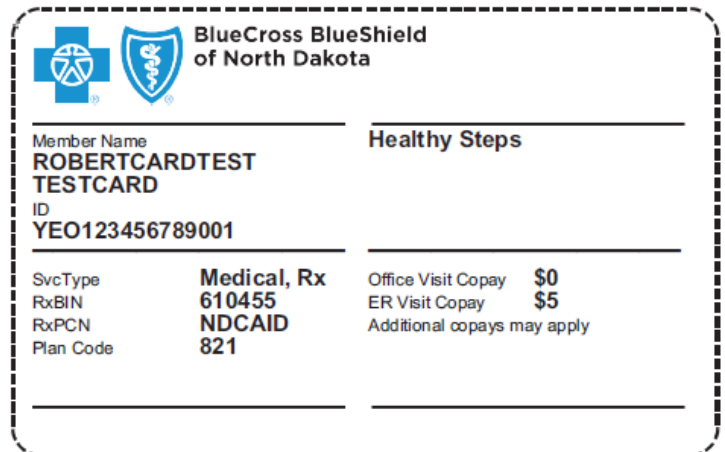 BlueCross BlueShield
of North Dakota
Member Name
ROBERTCARDTEST
TESTCARD
ID
YEO123456789001
Healthy Steps
SvcType Medical, Rx
RxBIN 610455
RxPCN NDCAID
Plan Code 821
Office Visit Copay $0
ER Visit Copay $5
Additional copays may apply